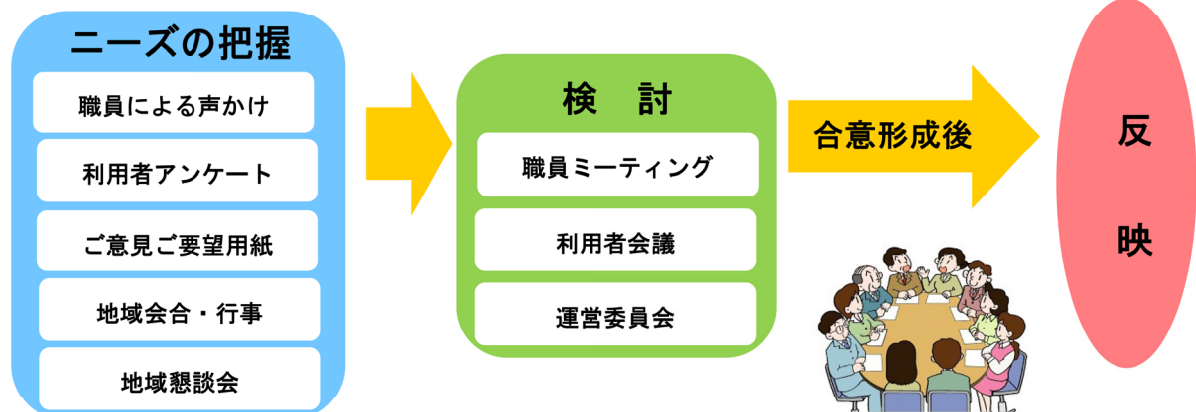 ニーズの把握
職員による声かけ
利用者アンケート
ご意見ご要望用紙
地域会合・行事
地域懇談会
検 討
職員ミーティング
利用者会議
運営委員会
合意形成後
反
映